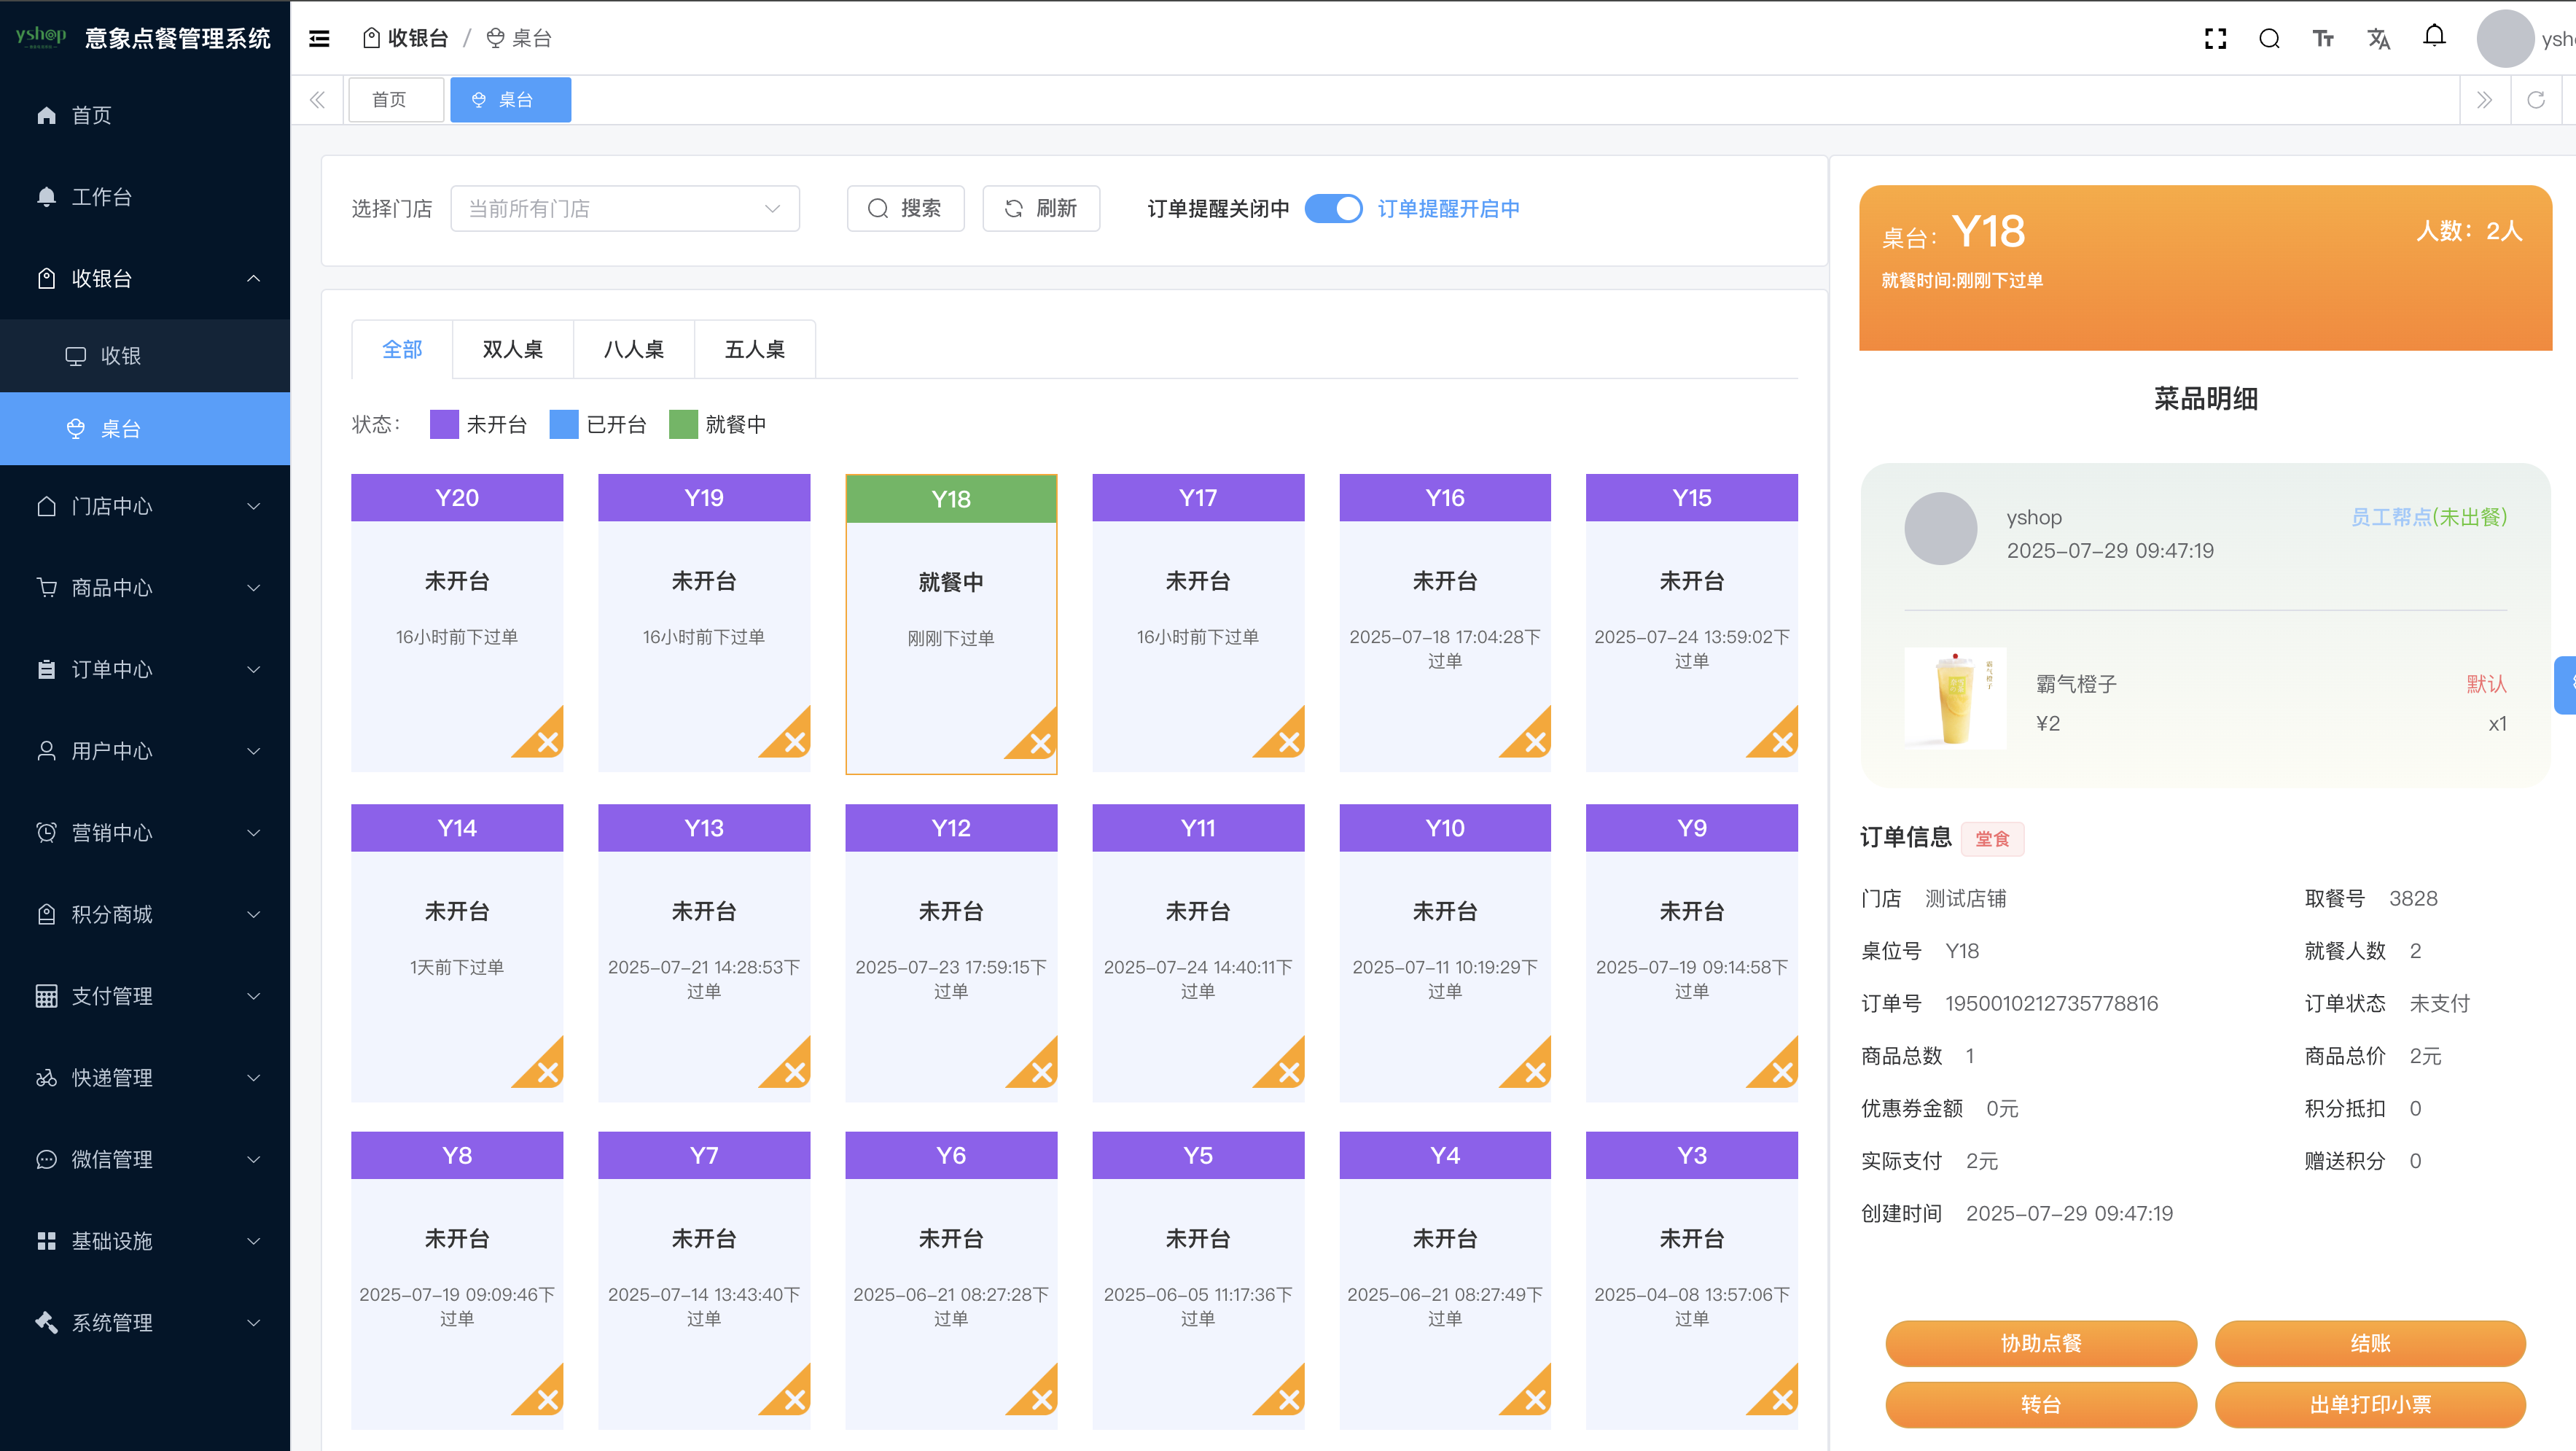 yshop 意象点餐管理系统
首页
工作台
收银台
收银
桌台
门店中心
商品中心
订单中心
用户中心
营销中心
积分商城
支付管理
快递管理
微信管理
基础设施
系统管理
收银台 / 桌台
首页 桌台
选择门店 当前所有门店 搜索 刷新 订单提醒关闭中 订单提醒开启中
全部 双人桌 八人桌 五人桌
状态： 未开台 已开台 就餐中
Y20 Y19 Y18 Y17 Y16 Y15
未开台 未开台 就餐中 未开台 未开台 未开台
16小时前下过单 16小时前下过单 刚刚下过单 16小时前下过单 2025-07-18 17:04:28下 2025-07-24 13:59:02下
过单 过单
Y14 Y13 Y12 Y11 Y10 Y9
未开台 未开台 未开台 未开台 未开台 未开台
1天前下过单 2025-07-21 14:28:53下 2025-07-23 17:59:15下 2025-07-24 14:40:11下 2025-07-11 10:19:29下 2025-07-19 09:14:58下
过单 过单 过单 过单 过单
Y8 Y7 Y6 Y5 Y4 Y3
未开台 未开台 未开台 未开台 未开台 未开台
2025-07-19 09:09:46下 2025-07-14 13:43:40下 2025-06-21 08:27:28下 2025-06-05 11:17:36下 2025-06-21 08:27:49下 2025-04-08 13:57:06下
过单 过单 过单 过单 过单 过单
桌台： Y18 人数：2人
就餐时间:刚刚下过单
菜品明细
yshop 员工帮点(未出餐)
2025-07-29 09:47:19
霸气橙子
霸气橙子 默认
¥2 x1
订单信息 堂食
门店 测试店铺 取餐号 3828
桌位号 Y18 就餐人数 2
订单号 1950010212735778816 订单状态 未支付
商品总数 1 商品总价 2元
优惠券金额 0元 积分抵扣 0
实际支付 2元 赠送积分 0
创建时间 2025-07-29 09:47:19
协助点餐 结账
转台 出单打印小票